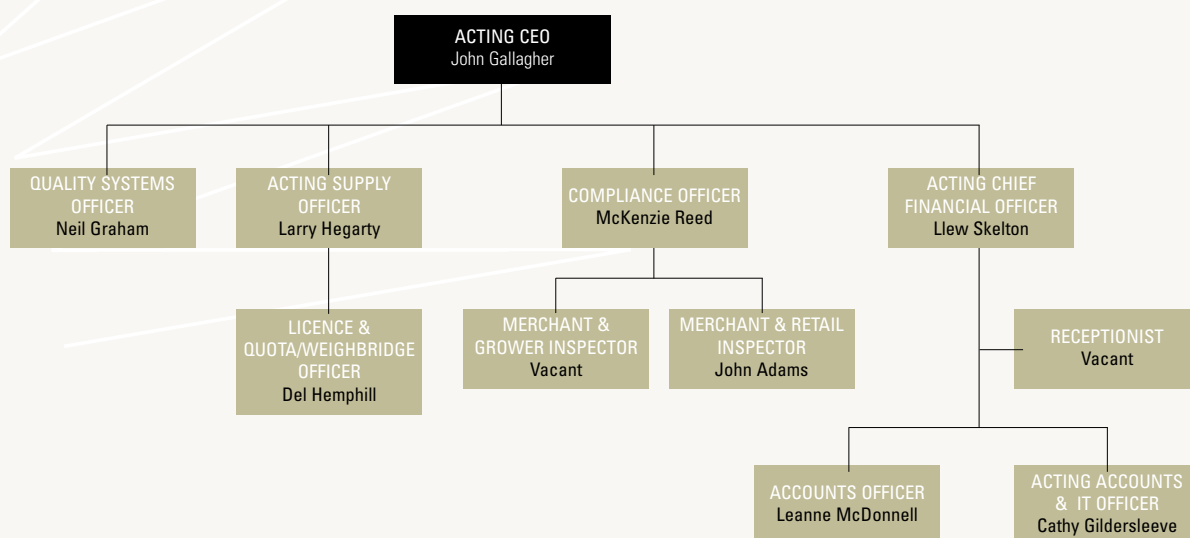 ACTING CEO
John Gallagher
QUALITY SYSTEMS
OFFICER
Neil Graham
ACTING SUPPLY
OFFICER
Larry Hegarty
COMPLIANCE OFFICER
McKenzie Reed
ACTING CHIEF
FINANCIAL OFFICER
Llew Skelton
LICENCE &
QUOTA/WEIGHBRIDGE
OFFICER
Del Hemphill
MERCHANT &
GROWER INSPECTOR
Vacant
MERCHANT & RETAIL
INSPECTOR
John Adams
RECEPTIONIST
Vacant
ACCOUNTS OFFICER
Leanne McDonnell
ACTING ACCOUNTS
& IT OFFICER
Cathy Gildersleeve